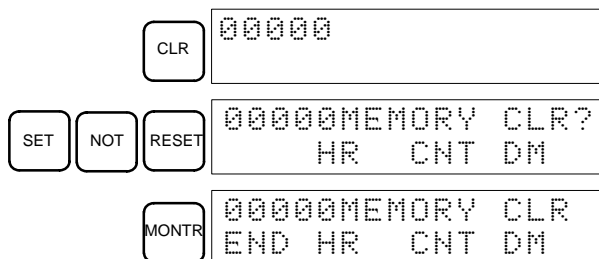 CLR
00000
SET NOT RESET
00000MEMORY CLR?
HR CNT DM
MONTR
00000MEMORY CLR
END HR CNT DM